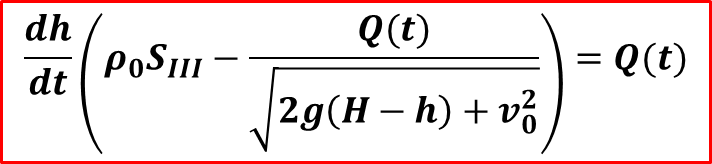 dh/dt (ρ₀S_III − Q(t)/√(2g(H − h) + v₀²)) = Q(t)